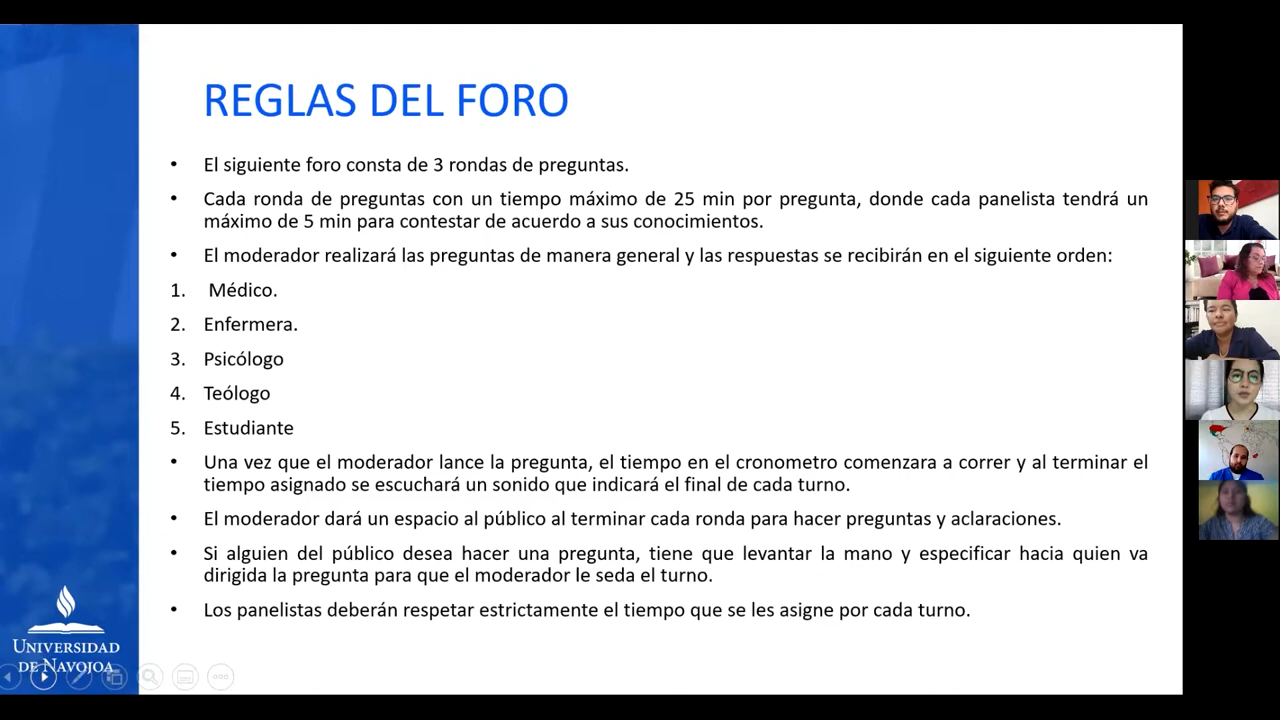 REGLAS DEL FORO
• El siguiente foro consta de 3 rondas de preguntas.
• Cada ronda de preguntas con un tiempo máximo de 25 min por pregunta, donde cada panelista tendrá un
máximo de 5 min para contestar de acuerdo a sus conocimientos.
• El moderador realizará las preguntas de manera general y las respuestas se recibirán en el siguiente orden:
1. Médico.
2. Enfermera.
3. Psicólogo
4. Teólogo
5. Estudiante
• Una vez que el moderador lance la pregunta, el tiempo en el cronometro comenzara a correr y al terminar el
tiempo asignado se escuchará un sonido que indicará el final de cada turno.
• El moderador dará un espacio al público al terminar cada ronda para hacer preguntas y aclaraciones.
• Si alguien del público desea hacer una pregunta, tiene que levantar la mano y especificar hacia quien va
dirigida la pregunta para que el moderador le seda el turno.
• Los panelistas deberán respetar estrictamente el tiempo que se les asigne por cada turno.
UNIVERSIDAD
DE NAVOJOA